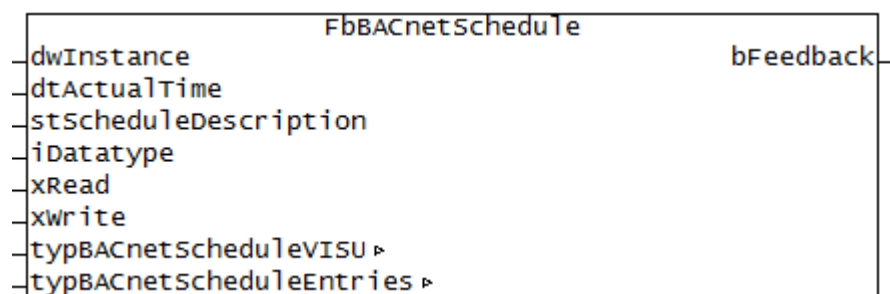 FbBACnetSchedule
dwInstance bFeedback
dtActualTime
stScheduleDescription
iDatatype
xRead
xWrite
typBACnetScheduleVISU
typBACnetScheduleEntries